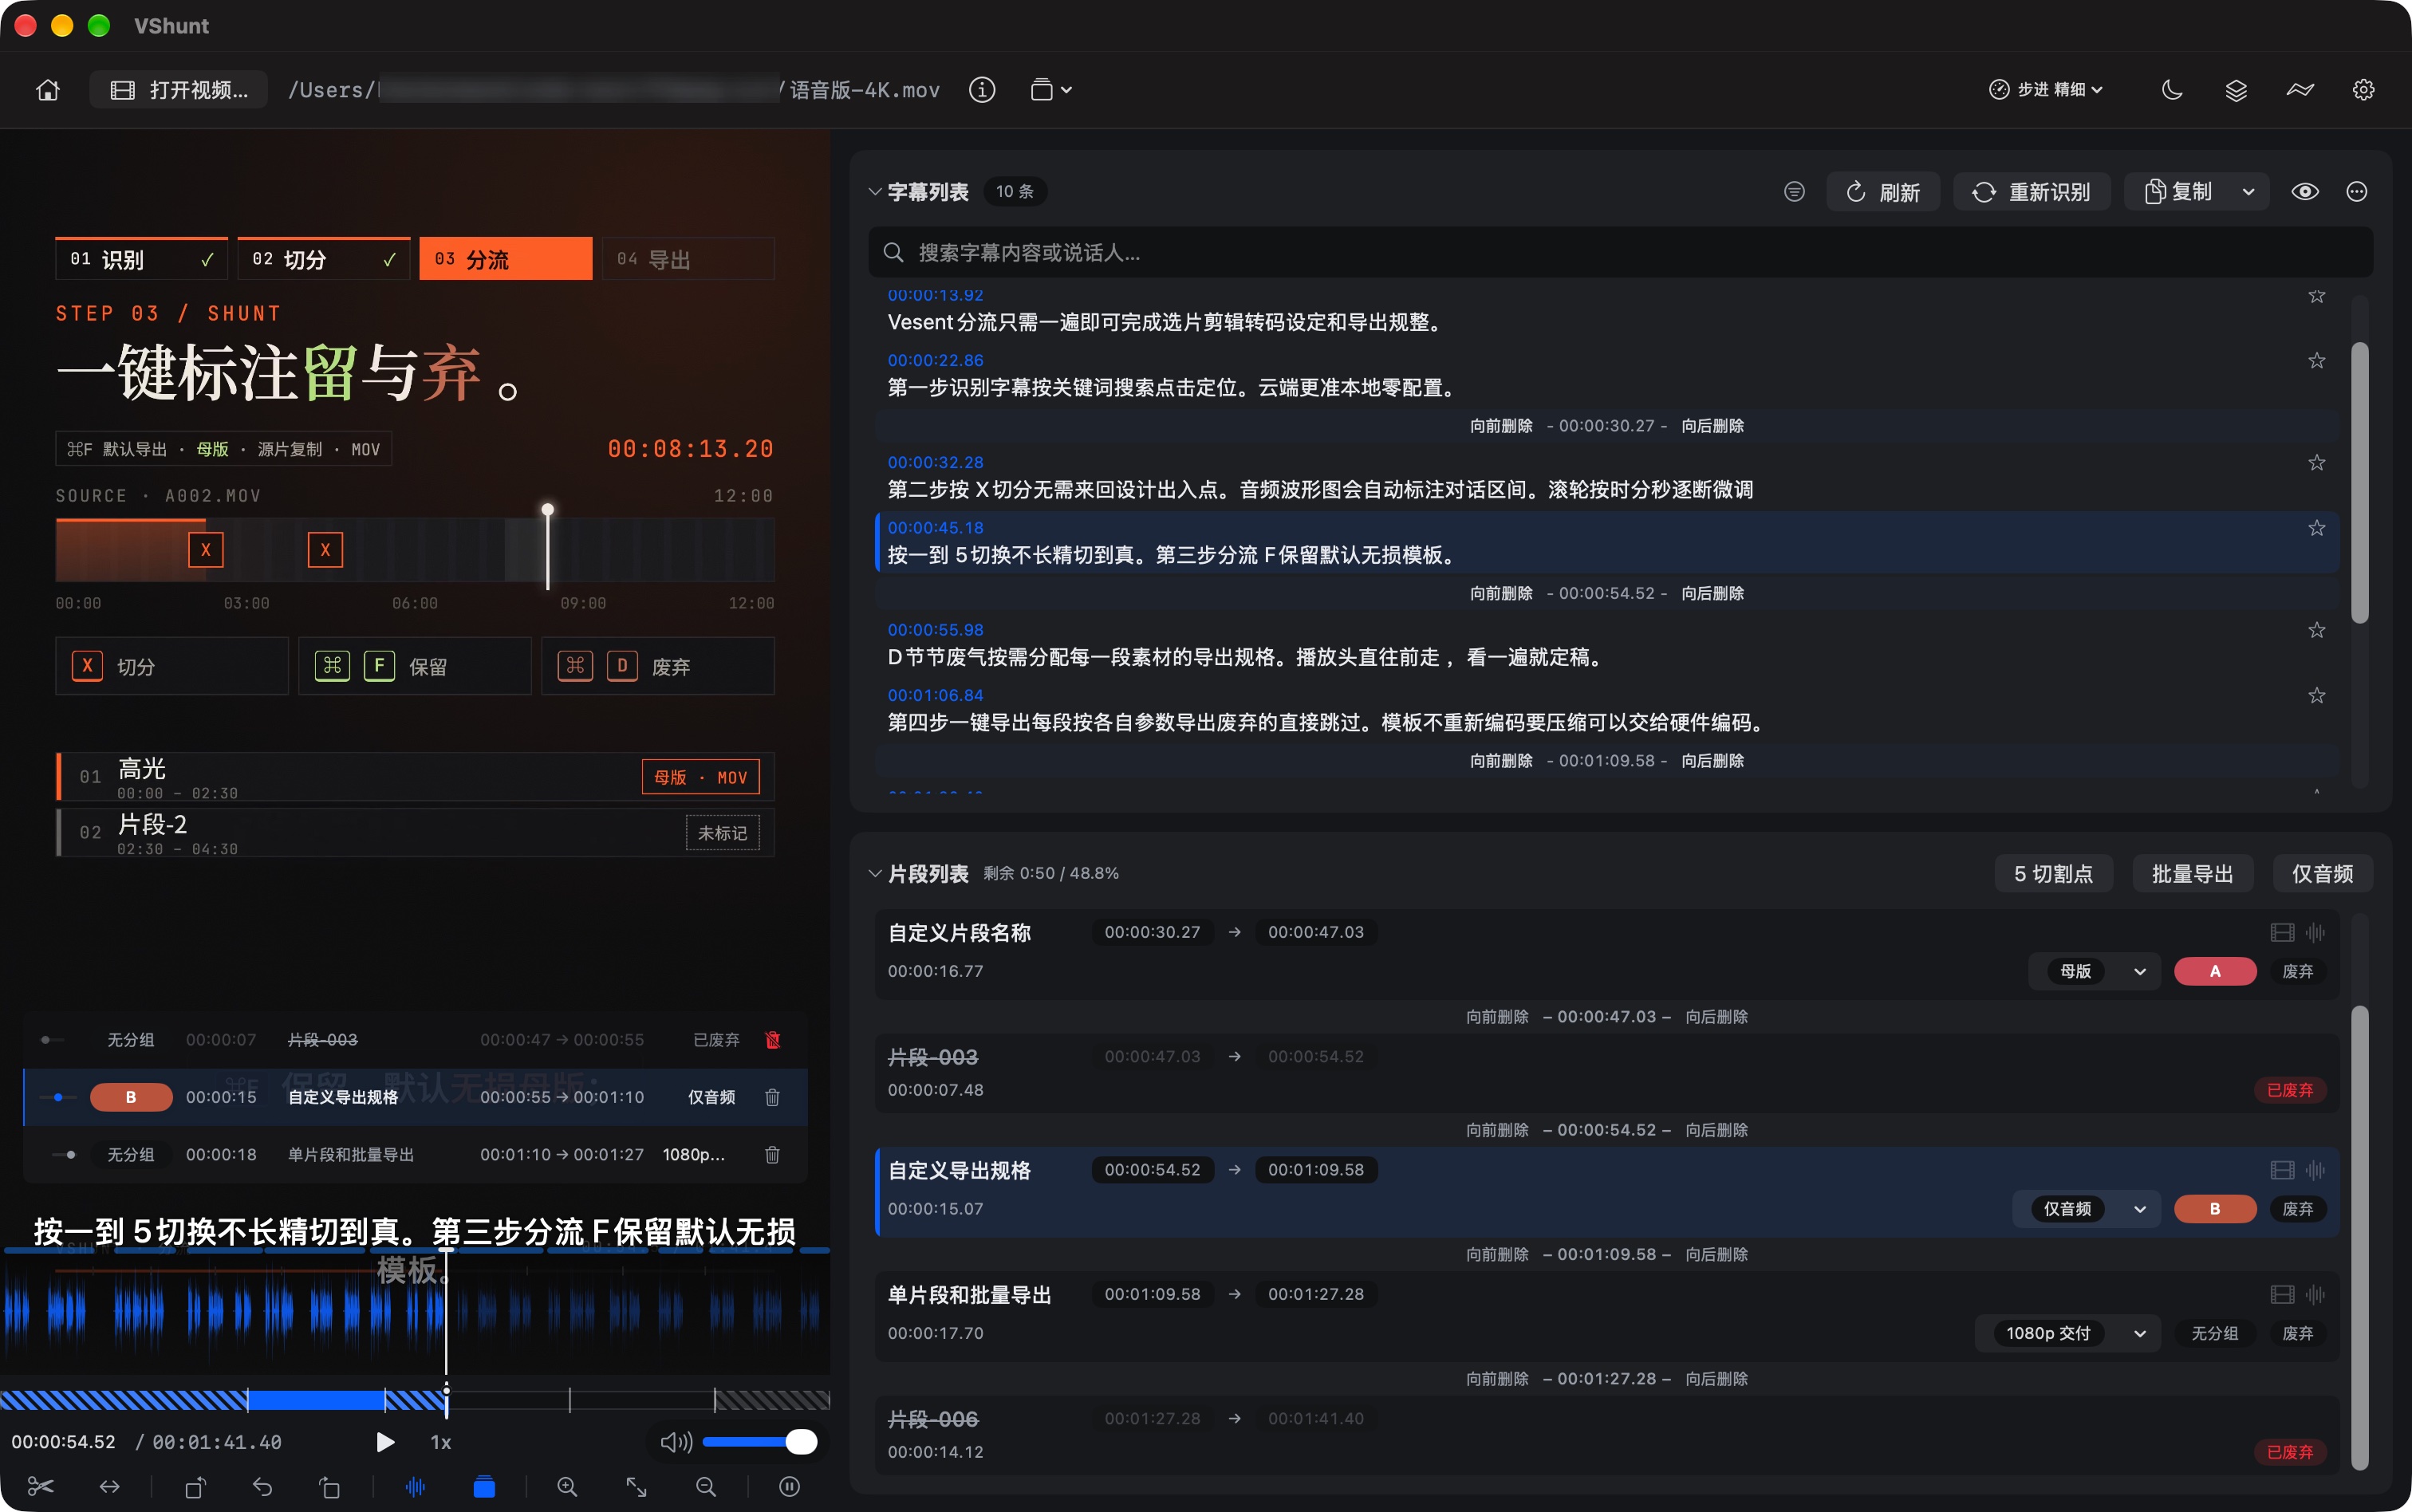 VShunt
打开视频...
/Users/
/语音版-4K.mov
步进 精细
01 识别 ✓
02 切分 ✓
03 分流
04 导出
STEP 03 / SHUNT
一键标注留与弃。
⌘F 默认导出 · 母版 · 源片复制 · MOV
00:08:13.20
SOURCE · A002.MOV
12:00
X
X
00:00 03:00 06:00 09:00 12:00
X 切分
⌘ F 保留
⌘ D 废弃
01 高光
00:00 – 02:30
母版 · MOV
02 片段-2
02:30 – 04:30
未标记
无分组 00:00:07 片段-003 00:00:47 → 00:00:55 已废弃
B 00:00:15 自定义导出规格 00:00:55 → 00:01:10 仅音频
无分组 00:00:18 单片段和批量导出 00:01:10 → 00:01:27 1080p...
按一到 5切换不长精切到真。第三步分流 F保留默认无损
模板。
00:00:54.52 / 00:01:41.40
1x
字幕列表 10 条
刷新
重新识别
复制
搜索字幕内容或说话人...
00:00:13.92
Vesent分流只需一遍即可完成选片剪辑转码设定和导出规整。
00:00:22.86
第一步识别字幕按关键词搜索点击定位。云端更准本地零配置。
向前删除 - 00:00:30.27 - 向后删除
00:00:32.28
第二步按 X切分无需来回设计出入点。音频波形图会自动标注对话区间。滚轮按时分秒逐断微调
00:00:45.18
按一到 5切换不长精切到真。第三步分流 F保留默认无损模板。
向前删除 - 00:00:54.52 - 向后删除
00:00:55.98
D节节废气按需分配每一段素材的导出规格。播放头直往前走，看一遍就定稿。
00:01:06.84
第四步一键导出每段按各自参数导出废弃的直接跳过。模板不重新编码要压缩可以交给硬件编码。
向前删除 - 00:01:09.58 - 向后删除
片段列表 剩余 0:50 / 48.8%
5 切割点
批量导出
仅音频
自定义片段名称 00:00:30.27 → 00:00:47.03
00:00:16.77
母版 A 废弃
向前删除 – 00:00:47.03 – 向后删除
片段-003 00:00:47.03 → 00:00:54.52
00:00:07.48
已废弃
向前删除 – 00:00:54.52 – 向后删除
自定义导出规格 00:00:54.52 → 00:01:09.58
00:00:15.07
仅音频 B 废弃
向前删除 – 00:01:09.58 – 向后删除
单片段和批量导出 00:01:09.58 → 00:01:27.28
00:00:17.70
1080p 交付 无分组 废弃
向前删除 – 00:01:27.28 – 向后删除
片段-006 00:01:27.28 → 00:01:41.40
00:00:14.12
已废弃